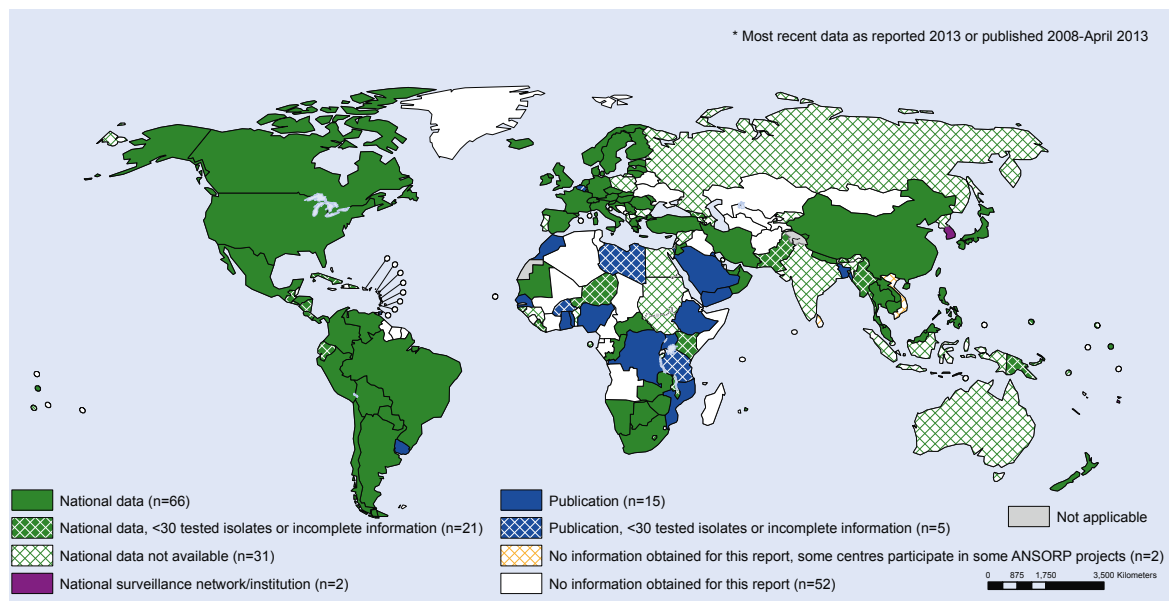 * Most recent data as reported 2013 or published 2008-April 2013
National data (n=66)
National data, <30 tested isolates or incomplete information (n=21)
National data not available (n=31)
National surveillance network/institution (n=2)
Publication (n=15)
Publication, <30 tested isolates or incomplete information (n=5)
No information obtained for this report, some centres participate in some ANSORP projects (n=2)
No information obtained for this report (n=52)
Not applicable
0 875 1,750 3,500 Kilometers